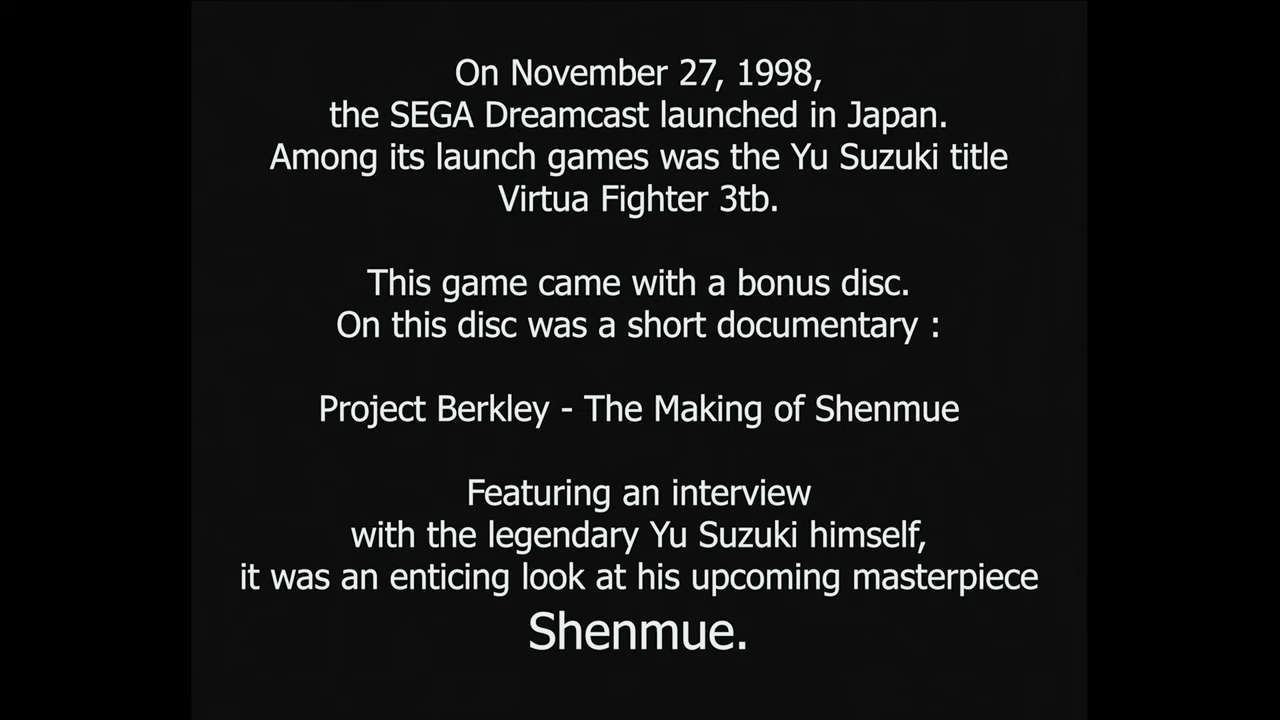 On November 27, 1998,
the SEGA Dreamcast launched in Japan.
Among its launch games was the Yu Suzuki title
Virtua Fighter 3tb.
This game came with a bonus disc.
On this disc was a short documentary :
Project Berkley - The Making of Shenmue
Featuring an interview
with the legendary Yu Suzuki himself,
it was an enticing look at his upcoming masterpiece
Shenmue.